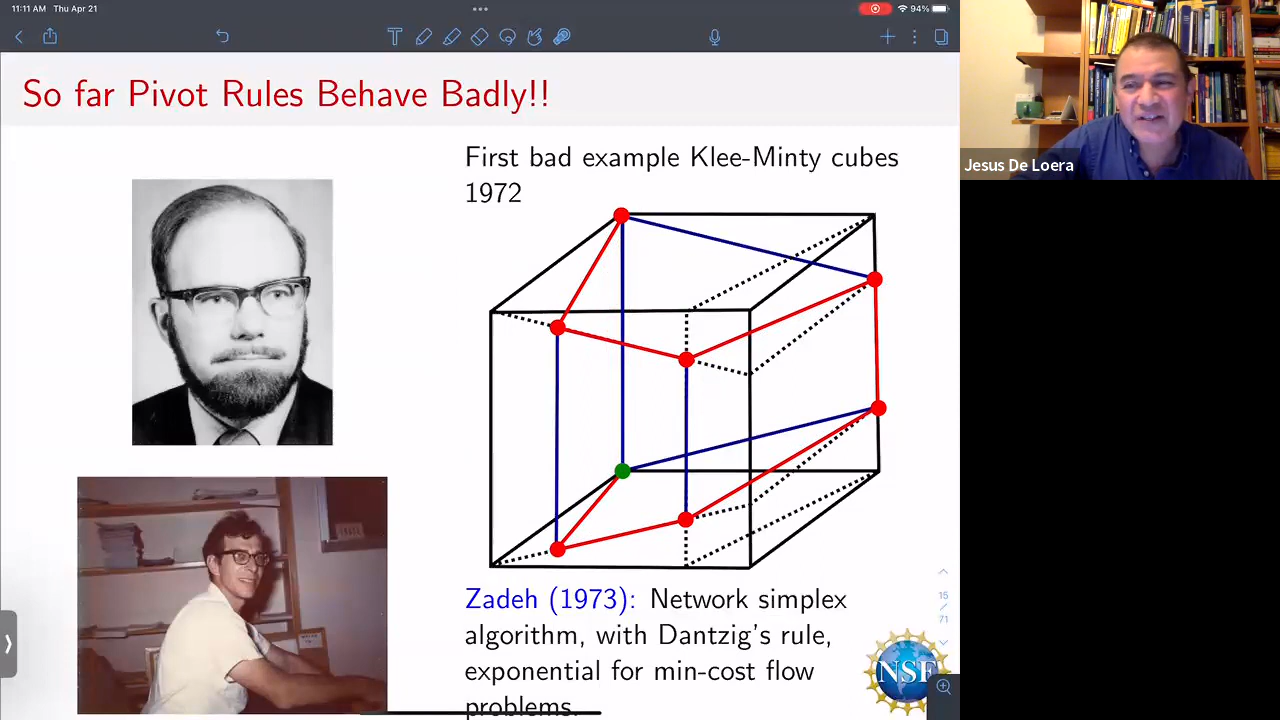 11:11 AM Thu Apr 21
94%
So far Pivot Rules Behave Badly!!
First bad example Klee-Minty cubes
1972
Jesus De Loera
Zadeh (1973): Network simplex
algorithm, with Dantzig's rule,
exponential for min-cost flow
problems.
15
/
71
NSF